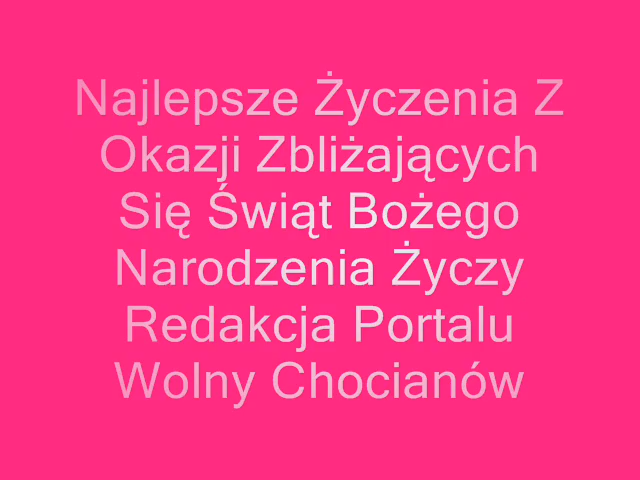 Najlepsze Życzenia Z
Okazji Zbliżających
Się Świąt Bożego
Narodzenia Życzy
Redakcja Portalu
Wolny Chocianów